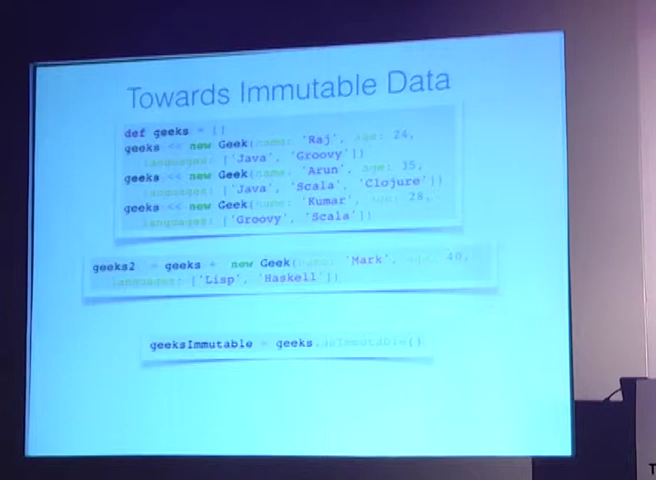 Towards Immutable Data
def geeks = []
geeks << new Geek(name: 'Raj', age: 24,
languages: ['Java', 'Groovy'])
geeks << new Geek(name: 'Arun', age: 35,
languages: ['Java', 'Scala', 'Clojure'])
geeks << new Geek(name: 'Kumar', age: 28,
languages: ['Groovy', 'Scala'])
geeks2 = geeks + new Geek(name: 'Mark', age: 40,
languages: ['Lisp', 'Haskell'])
geeksImmutable = geeks.asImmutable()
T